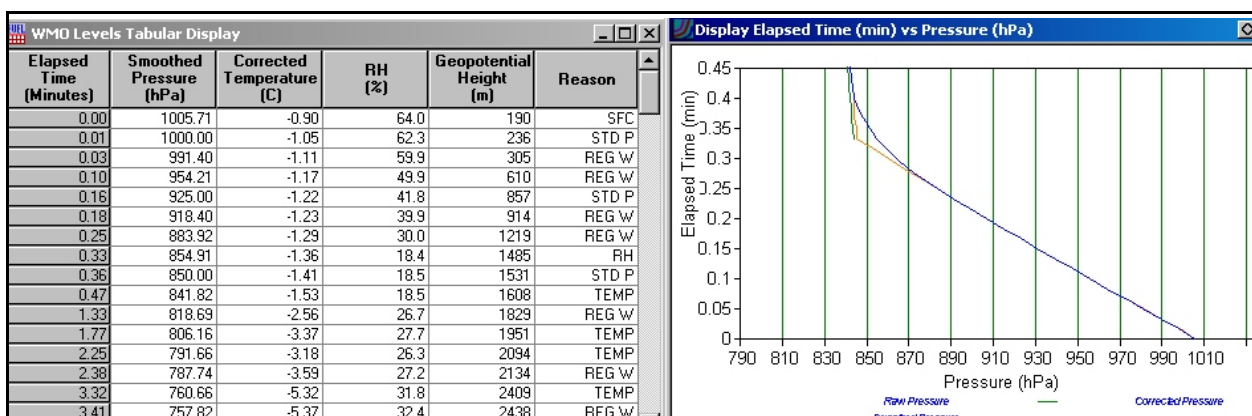 WMO Levels Tabular Display
Elapsed Time (Minutes) Smoothed Pressure (hPa) Corrected Temperature (C) RH (%) Geopotential Height (m) Reason
0.00 1005.71 -0.90 64.0 190 SFC
0.01 1000.00 -1.05 62.3 236 STD P
0.03 991.40 -1.11 59.9 305 REG W
0.10 954.21 -1.17 49.9 610 REG W
0.16 925.00 -1.22 41.8 857 STD P
0.18 918.40 -1.23 39.9 914 REG W
0.25 883.92 -1.29 30.0 1219 REG W
0.33 854.91 -1.36 18.4 1485 RH
0.36 850.00 -1.41 18.5 1531 STD P
0.47 841.82 -1.53 18.5 1608 TEMP
1.33 818.69 -2.56 26.7 1829 REG W
1.77 806.16 -3.37 27.7 1951 TEMP
2.25 791.66 -3.18 26.3 2094 TEMP
2.38 787.74 -3.59 27.2 2134 REG W
3.32 760.66 -5.32 31.8 2409 TEMP
3.41 757.82 -5.37 32.4 2438 REG W
Display Elapsed Time (min) vs Pressure (hPa)
Elapsed Time (min)
0.45
0.4
0.35
0.3
0.25
0.2
0.15
0.1
0.05
0
790 810 830 850 870 890 910 930 950 970 990 1010
Pressure (hPa)
Raw Pressure Corrected Pressure